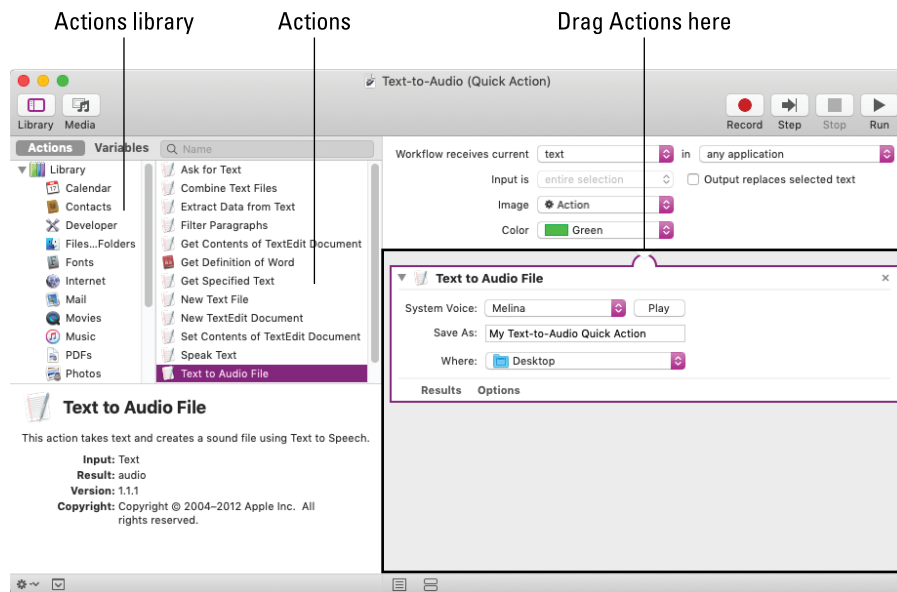 Actions library Actions Drag Actions here
Text-to-Audio (Quick Action)
Library Media Record Step Stop Run
Actions Variables Name
Library
Calendar
Contacts
Developer
Files...Folders
Fonts
Internet
Mail
Movies
Music
PDFs
Photos
Ask for Text
Combine Text Files
Extract Data from Text
Filter Paragraphs
Get Contents of TextEdit Document
Get Definition of Word
Get Specified Text
New Text File
New TextEdit Document
Set Contents of TextEdit Document
Speak Text
Text to Audio File
Text to Audio File
This action takes text and creates a sound file using Text to Speech.
Input: Text
Result: audio
Version: 1.1.1
Copyright: Copyright © 2004–2012 Apple Inc. All
rights reserved.
Workflow receives current text in any application
Input is entire selection Output replaces selected text
Image Action
Color Green
Text to Audio File
System Voice: Melina Play
Save As: My Text-to-Audio Quick Action
Where: Desktop
Results Options